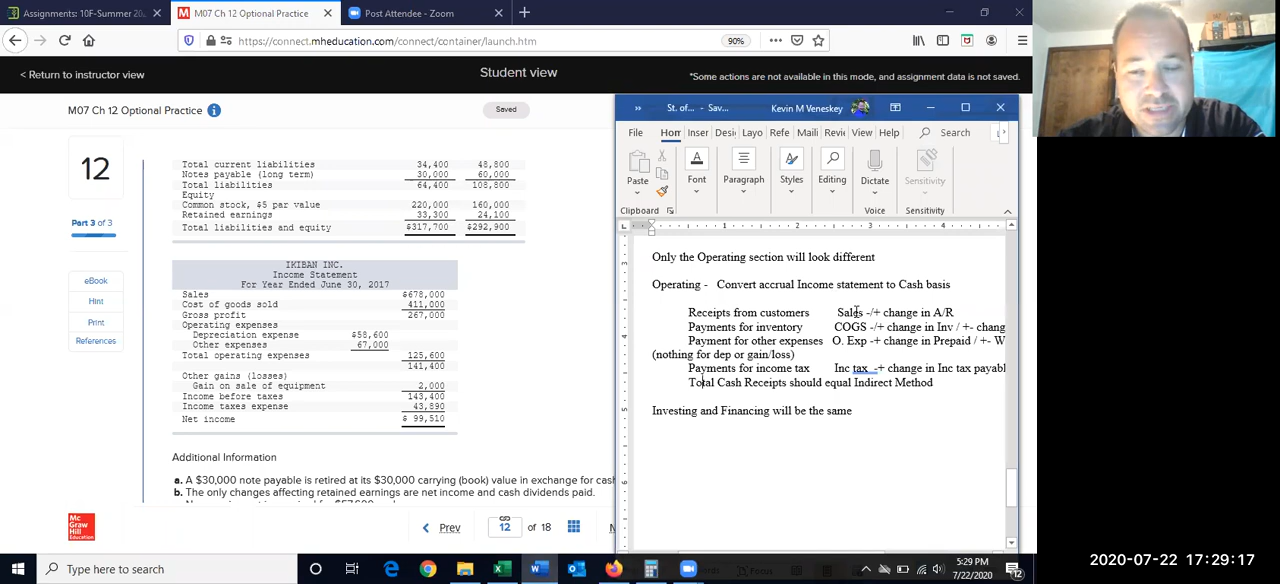 Assignments: 10F-Summer 20
M07 Ch 12 Optional Practice
Post Attendee - Zoom
https://connect.mheducation.com/connect/container/launch.htm
90%
< Return to instructor view
Student view
*Some actions are not available in this mode, and assignment data is not saved.
M07 Ch 12 Optional Practice
Saved
12
Part 3 of 3
eBook
Hint
Print
References
Total current liabilities 34,400 48,800
Notes payable (long term) 30,000 60,000
Total liabilities 64,400 108,800
Equity
Common stock, $5 par value 220,000 160,000
Retained earnings 33,300 24,100
Total liabilities and equity $317,700 $292,900
IKIBAN INC.
Income Statement
For Year Ended June 30, 2017
Sales $678,000
Cost of goods sold 411,000
Gross profit 267,000
Operating expenses
Depreciation expense $58,600
Other expenses 67,000
Total operating expenses 125,600
141,400
Other gains (losses)
Gain on sale of equipment 2,000
Income before taxes 143,400
Income taxes expense 43,890
Net income $ 99,510
Additional Information
a. A $30,000 note payable is retired at its $30,000 carrying (book) value in exchange for cas
b. The only changes affecting retained earnings are net income and cash dividends paid.
Mc Graw Hill Education
Prev
12 of 18
St. of... - Sav...
Kevin M Veneskey
File Hom Inser Desi Layo Refe Maili Revie View Help Search
Paste Font Paragraph Styles Editing Dictate Sensitivity
Clipboard Voice Sensitivity
1 2 3 4
Only the Operating section will look different
Operating - Convert accrual Income statement to Cash basis
Receipts from customers Sales -/+ change in A/R
Payments for inventory COGS -/+ change in Inv / +- chang
Payment for other expenses O. Exp -+ change in Prepaid / +- W
(nothing for dep or gain/loss)
Payments for income tax Inc tax -+ change in Inc tax payabl
Total Cash Receipts should equal Indirect Method
Investing and Financing will be the same
Focus
Type here to search
5:29 PM
7/22/2020
12
2020-07-22 17:29:17